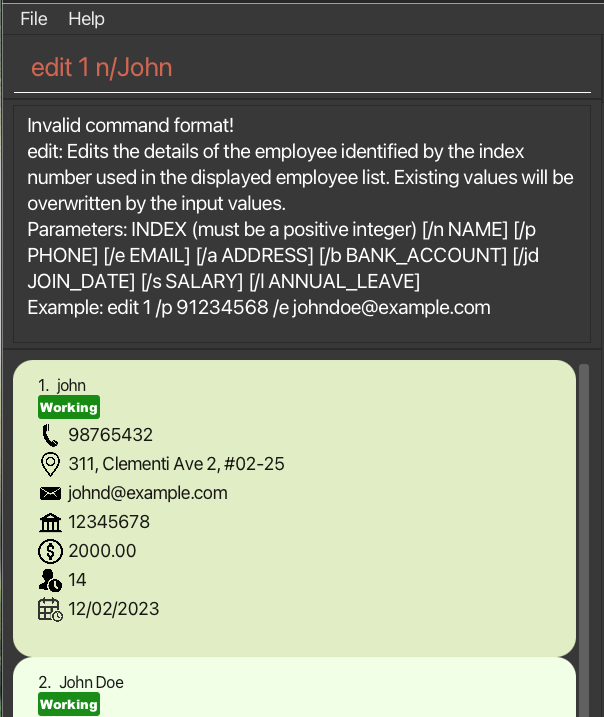 File Help
edit 1 n/John
Invalid command format!
edit: Edits the details of the employee identified by the index
number used in the displayed employee list. Existing values will be
overwritten by the input values.
Parameters: INDEX (must be a positive integer) [/n NAME] [/p
PHONE] [/e EMAIL] [/a ADDRESS] [/b BANK_ACCOUNT] [/jd
JOIN_DATE] [/s SALARY] [/l ANNUAL_LEAVE]
Example: edit 1 /p 91234568 /e johndoe@example.com
1. john
Working
98765432
311, Clementi Ave 2, #02-25
johnd@example.com
12345678
2000.00
14
12/02/2023
2. John Doe
Working